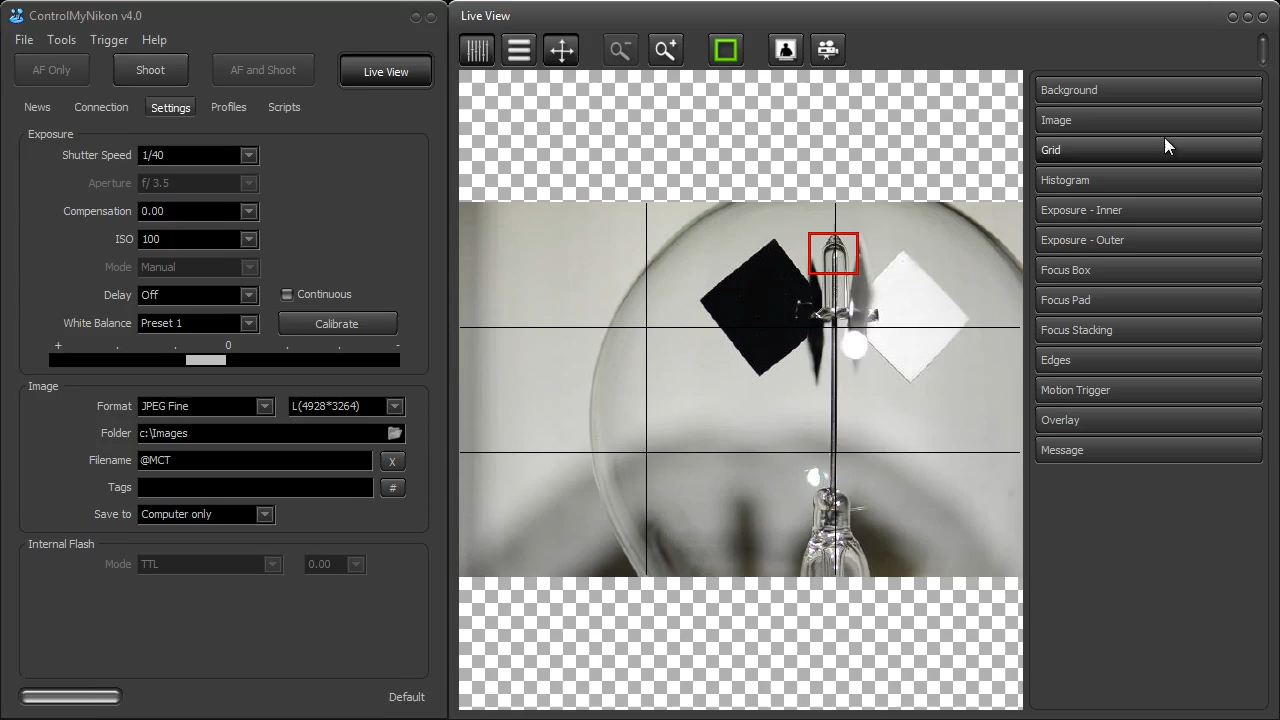 ControlMyNikon v4.0
File Tools Trigger Help
AF Only Shoot AF and Shoot Live View
News Connection Settings Profiles Scripts
Exposure
Shutter Speed 1/40
Aperture f/ 3.5
Compensation 0.00
ISO 100
Mode Manual
Delay Off Continuous
White Balance Preset 1 Calibrate
+ . . 0 . . -
Image
Format JPEG Fine L(4928*3264)
Folder c:\Images
Filename @MCT X
Tags #
Save to Computer only
Internal Flash
Mode TTL 0.00
Default
Live View
Background
Image
Grid
Histogram
Exposure - Inner
Exposure - Outer
Focus Box
Focus Pad
Focus Stacking
Edges
Motion Trigger
Overlay
Message